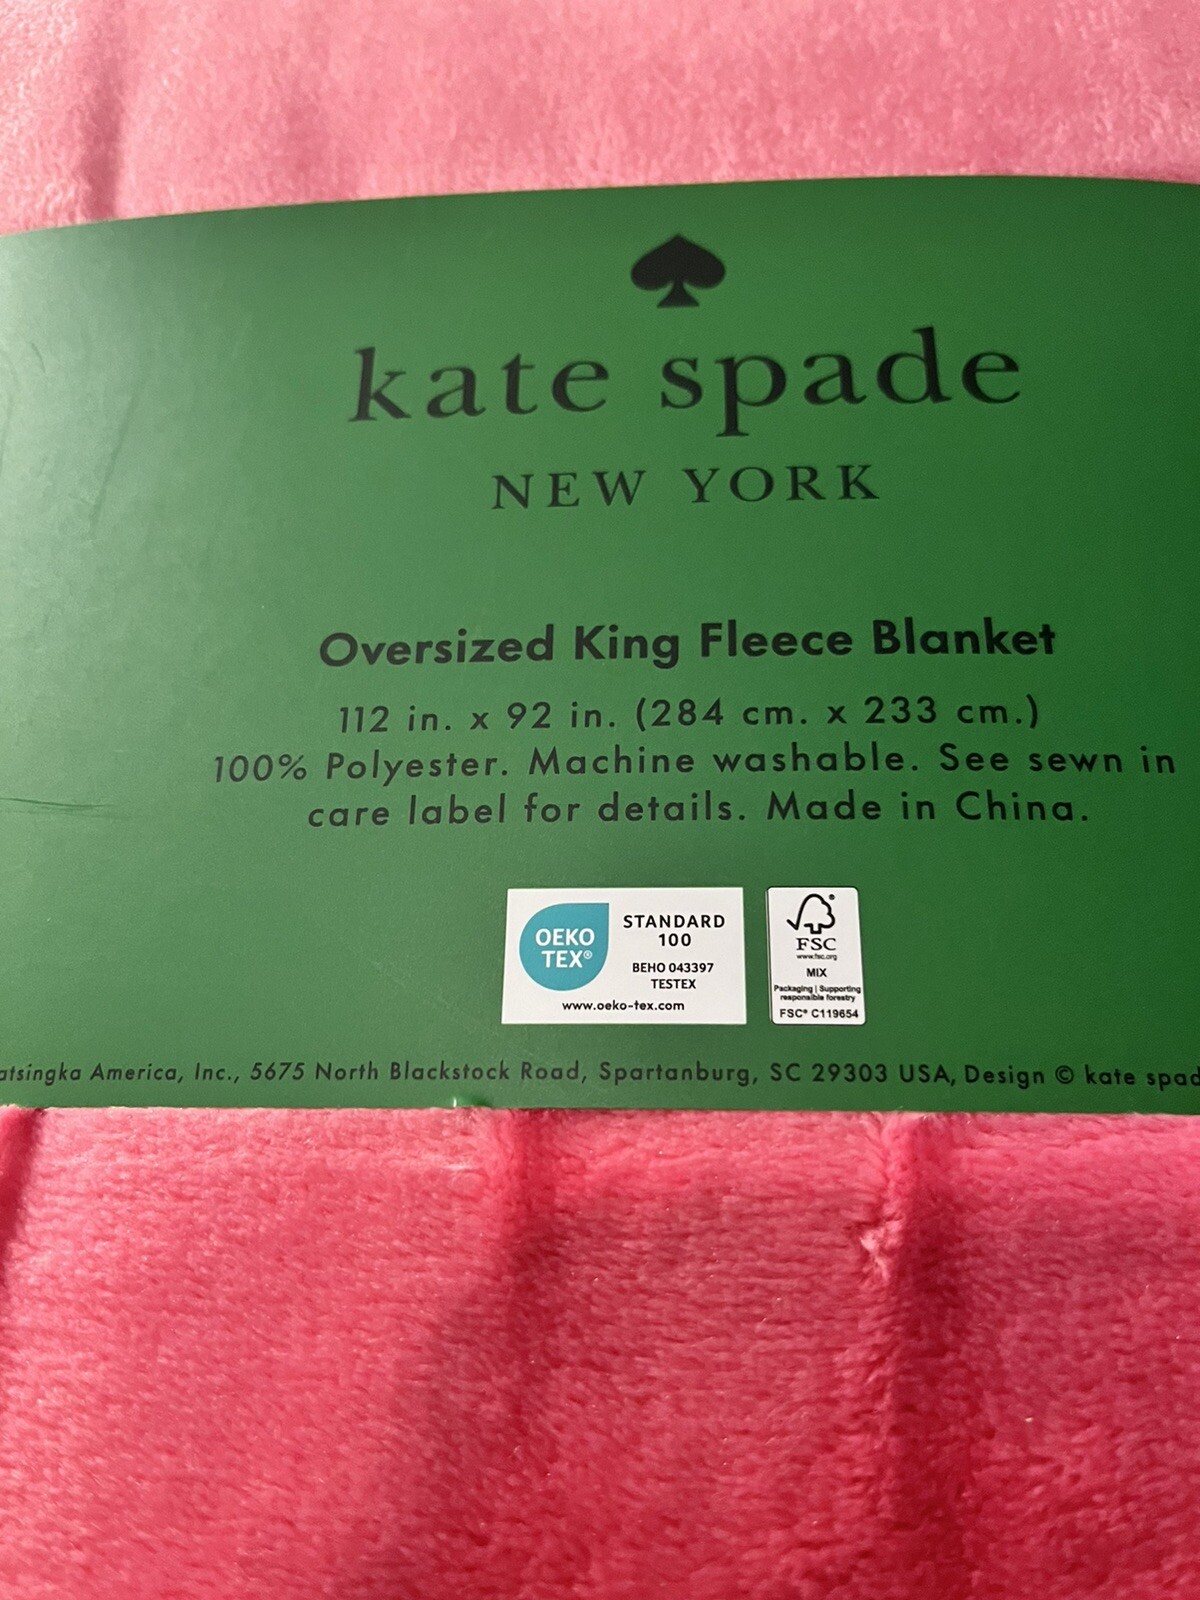 kate spade
NEW YORK
Oversized King Fleece Blanket
112 in. x 92 in. (284 cm. x 233 cm.)
100% Polyester. Machine washable. See sewn in
care label for details. Made in China.
OEKO
TEX®
STANDARD
100
BEHO 043397
TESTEX
www.oeko-tex.com
®
FSC
www.fsc.org
MIX
Packaging | Supporting
responsible forestry
FSC® C119654
atsingka America, Inc., 5675 North Blackstock Road, Spartanburg, SC 29303 USA, Design © kate spad